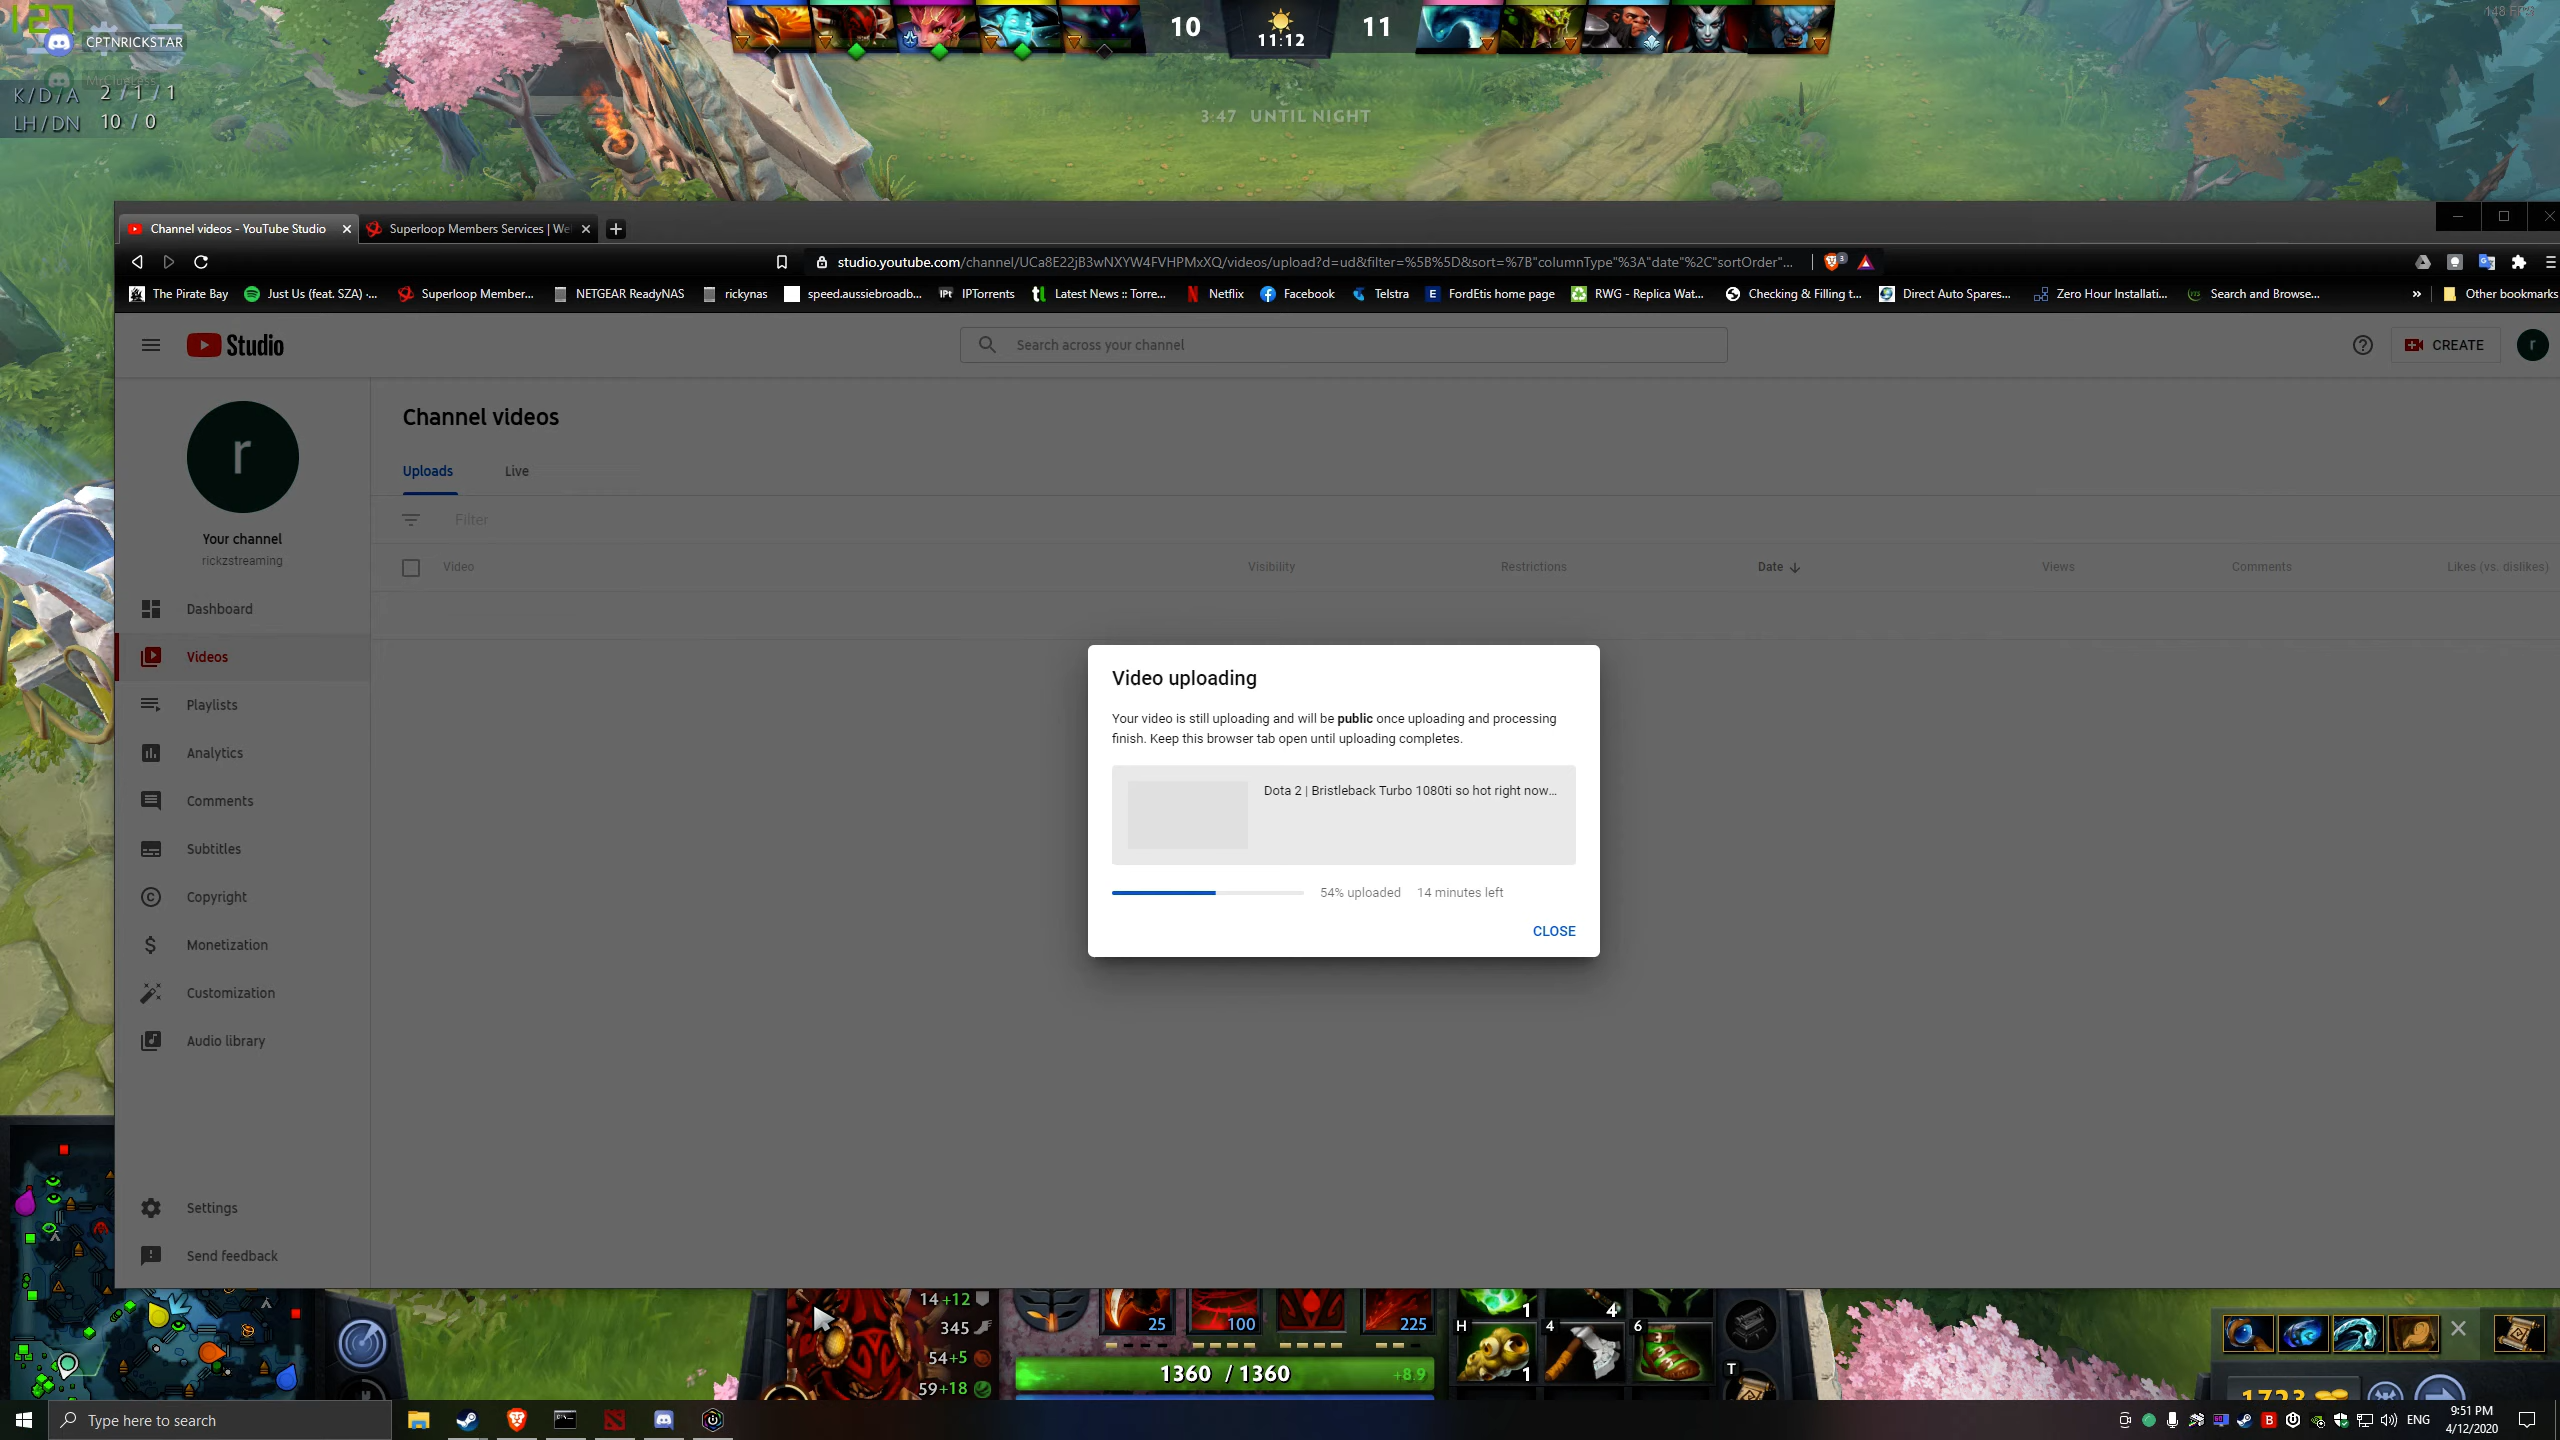 127
CPTNRICKSTAR
MrClueless
K / D / A 2 / 1 / 1
LH / DN 10 / 0
10
11:12
11
3:47 UNTIL NIGHT
Channel videos - YouTube Studio
Superloop Members Services | We
studio.youtube.com/channel/UCa8E22jB3wNXYW4FVHPMxXQ/videos/upload?d=ud&filter=%5B%5D&sort=%7B"columnType"%3A"date"%2C"sortOrder"...
3
The Pirate Bay
Just Us (feat. SZA) ·...
Superloop Member...
NETGEAR ReadyNAS
rickynas
speed.aussiebroadb...
IPTorrents
Latest News :: Torre...
Netflix
Facebook
Telstra
FordEtis home page
RWG - Replica Wat...
Checking & Filling t...
Direct Auto Spares...
Zero Hour Installati...
Search and Browse...
Other bookmarks
Studio
Search across your channel
CREATE
r
r
Your channel
rickzstreaming
Dashboard
Videos
Playlists
Analytics
Comments
Subtitles
Copyright
Monetization
Customization
Audio library
Settings
Send feedback
Channel videos
Uploads
Live
Filter
Video
Visibility
Restrictions
Date
Views
Comments
Likes (vs. dislikes)
Video uploading
Your video is still uploading and will be public once uploading and processing
finish. Keep this browser tab open until uploading completes.
Dota 2 | Bristleback Turbo 1080ti so hot right now...
54% uploaded 14 minutes left
CLOSE
14+12
345
54+5
59+18
25
100
225
1360 / 1360
+8.9
1
4
H
4
6
1
T
1723
Type here to search
ENG
9:51 PM
4/12/2020